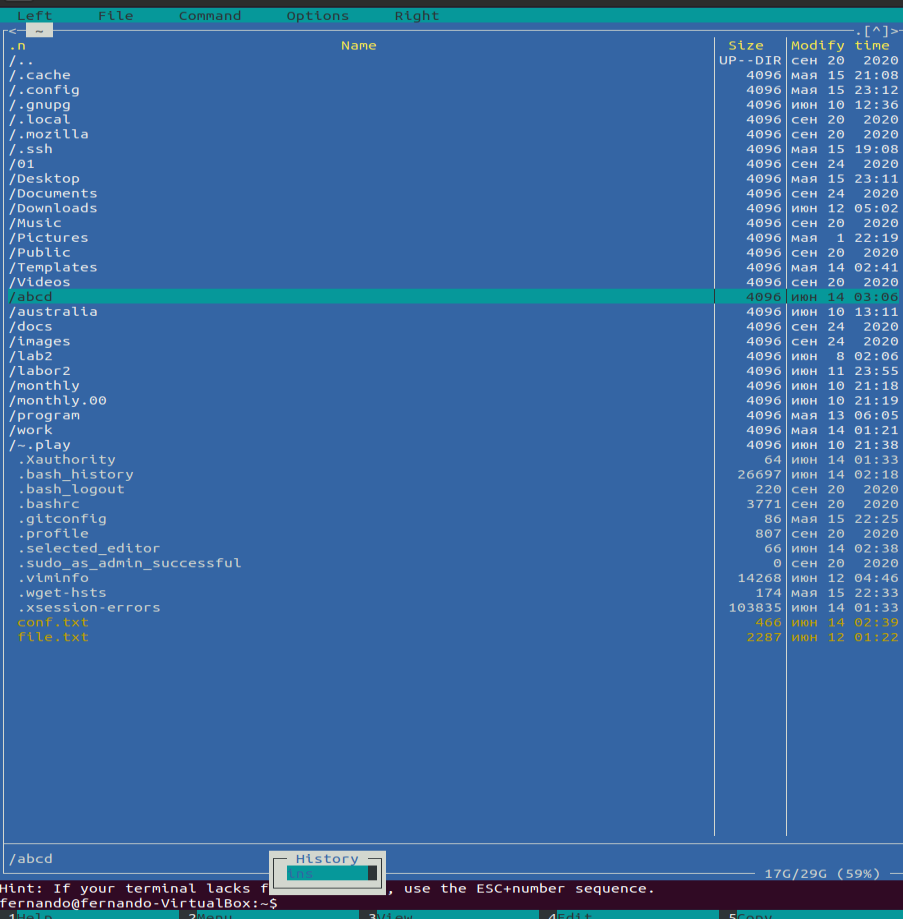 Left File Command Options Right
<- ~ .[^]>
.n Name Size Modify time
/.. UP--DIR сен 20 2020
/.cache 4096 мая 15 21:08
/.config 4096 мая 15 23:12
/.gnupg 4096 июн 10 12:36
/.local 4096 сен 20 2020
/.mozilla 4096 сен 20 2020
/.ssh 4096 мая 15 19:08
/01 4096 сен 24 2020
/Desktop 4096 мая 15 23:11
/Documents 4096 сен 24 2020
/Downloads 4096 июн 12 05:02
/Music 4096 сен 20 2020
/Pictures 4096 мая 1 22:19
/Public 4096 сен 20 2020
/Templates 4096 мая 14 02:41
/Videos 4096 сен 20 2020
/abcd 4096 июн 14 03:06
/australia 4096 июн 10 13:11
/docs 4096 сен 24 2020
/images 4096 сен 24 2020
/lab2 4096 июн 8 02:06
/labor2 4096 июн 11 23:55
/monthly 4096 июн 10 21:18
/monthly.00 4096 июн 10 21:19
/program 4096 мая 13 06:05
/work 4096 мая 14 01:21
/~.play 4096 июн 10 21:38
.Xauthority 64 июн 14 01:33
.bash_history 26697 июн 14 02:18
.bash_logout 220 сен 20 2020
.bashrc 3771 сен 20 2020
.gitconfig 86 мая 15 22:25
.profile 807 сен 20 2020
.selected_editor 66 июн 14 02:38
.sudo_as_admin_successful 0 сен 20 2020
.viminfo 14268 июн 12 04:46
.wget-hsts 174 мая 15 22:33
.xsession-errors 103835 июн 14 01:33
conf.txt 466 июн 14 02:39
file.txt 2287 июн 12 01:22
/abcd
History
ins
17G/29G (59%)
Hint: If your terminal lacks f , use the ESC+number sequence.
fernando@fernando-VirtualBox:~$
1Help 2Menu 3View 4Edit 5Copy